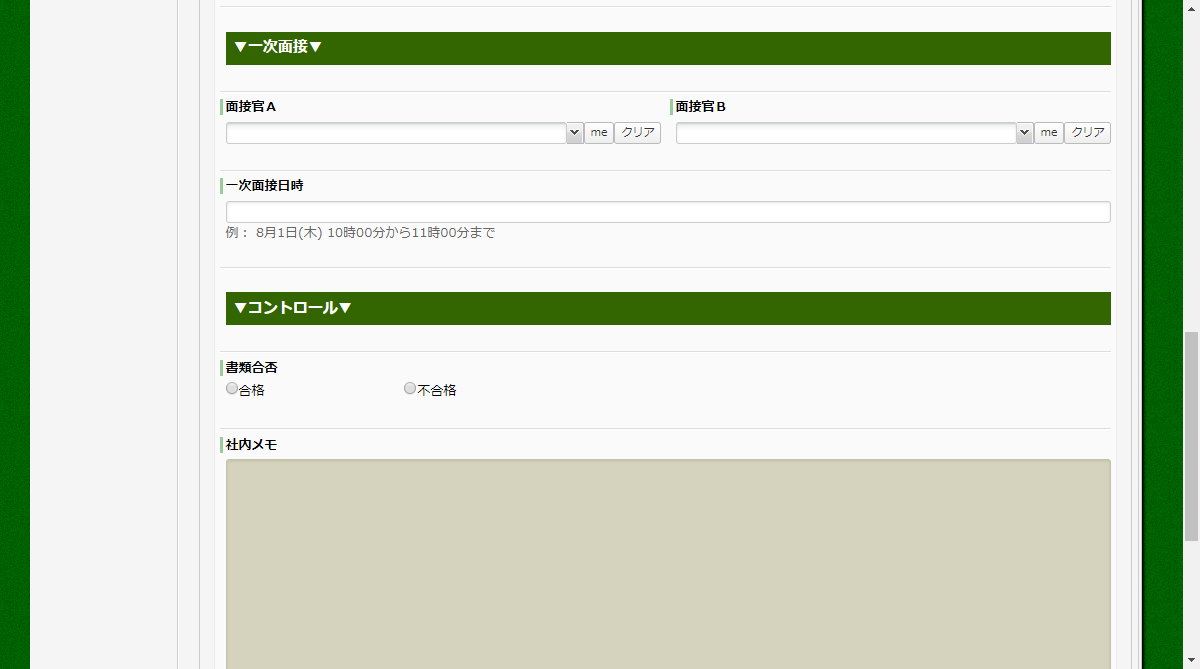 ▼一次面接▼
面接官A 面接官B
me クリア me クリア
一次面接日時
例： 8月1日(木) 10時00分から11時00分まで
▼コントロール▼
書類合否
合格 不合格
社内メモ